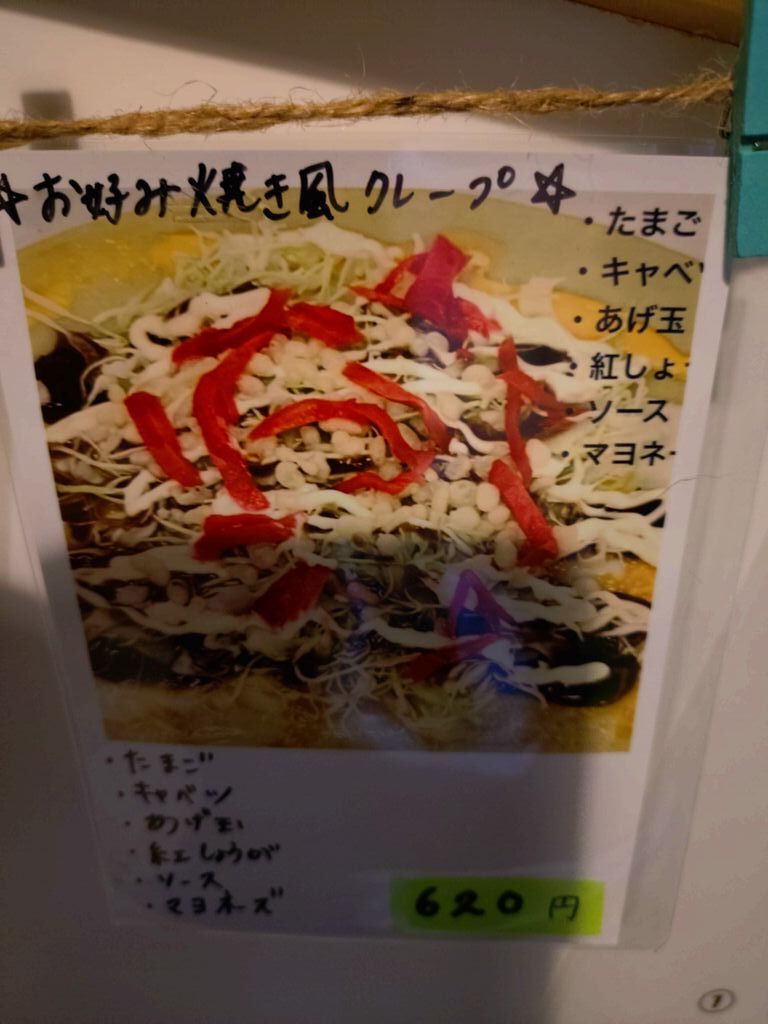 ☆お好み焼き風クレープ☆
・たまご
・キャベ
・あげ玉
・紅しょ
・ソース
・マヨネー
・たまご
・キャベツ
・あげ玉
・紅しょうが
・ソース
・マヨネーズ
620円
1